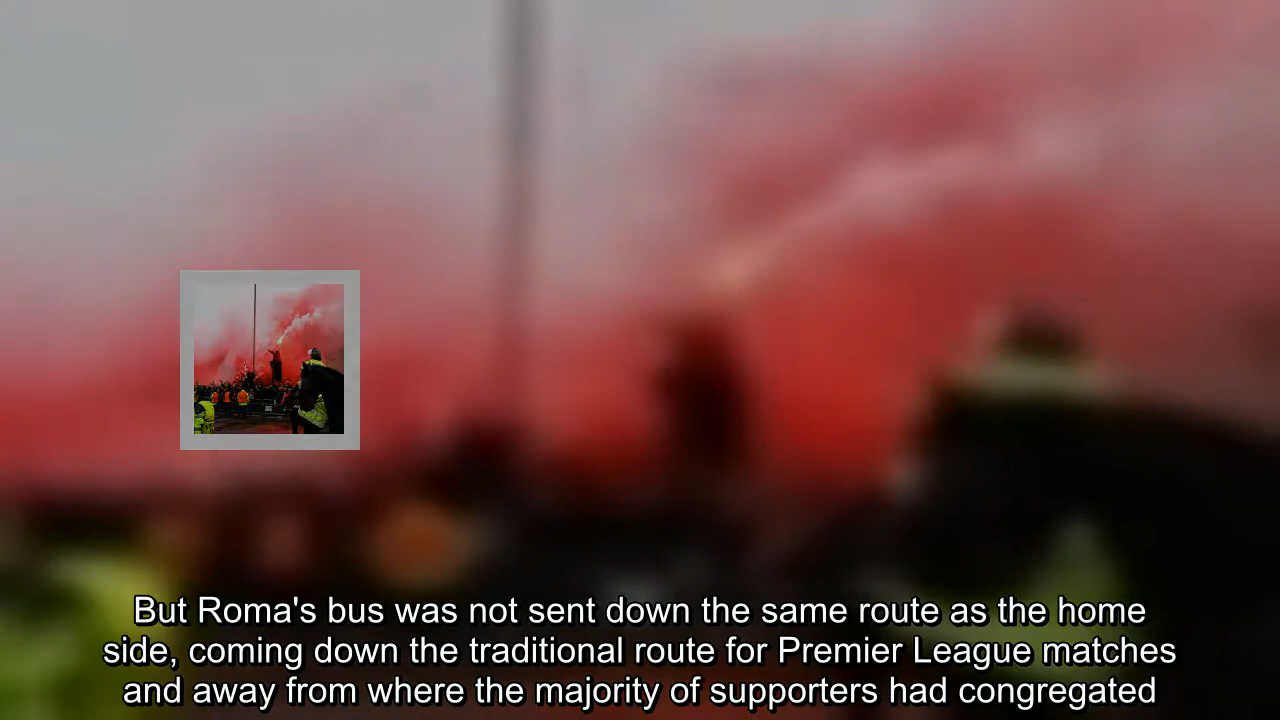 But Roma's bus was not sent down the same route as the home
side, coming down the traditional route for Premier League matches
and away from where the majority of supporters had congregated